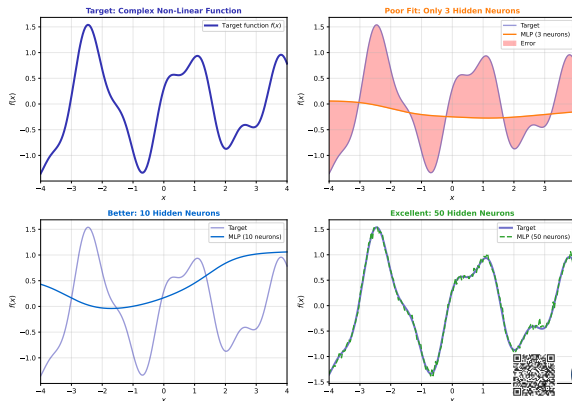 Target: Complex Non-Linear Function
Target function f(x)
1.5
1.0
0.5
0.0
−0.5
−1.0
f(x)
−4 −3 −2 −1 0 1 2 3 4
x
Poor Fit: Only 3 Hidden Neurons
Target
MLP (3 neurons)
Error
1.5
1.0
0.5
0.0
−0.5
−1.0
f(x)
−4 −3 −2 −1 0 1 2 3
x
Better: 10 Hidden Neurons
Target
MLP (10 neurons)
1.5
1.0
0.5
0.0
−0.5
−1.0
f(x)
−4 −3 −2 −1 0 1 2 3 4
x
Excellent: 50 Hidden Neurons
Target
MLP (50 neurons)
1.5
1.0
0.5
0.0
−0.5
−1.0
−1.5
f(x)
−4 −3 −2 −1 0 1 2
x